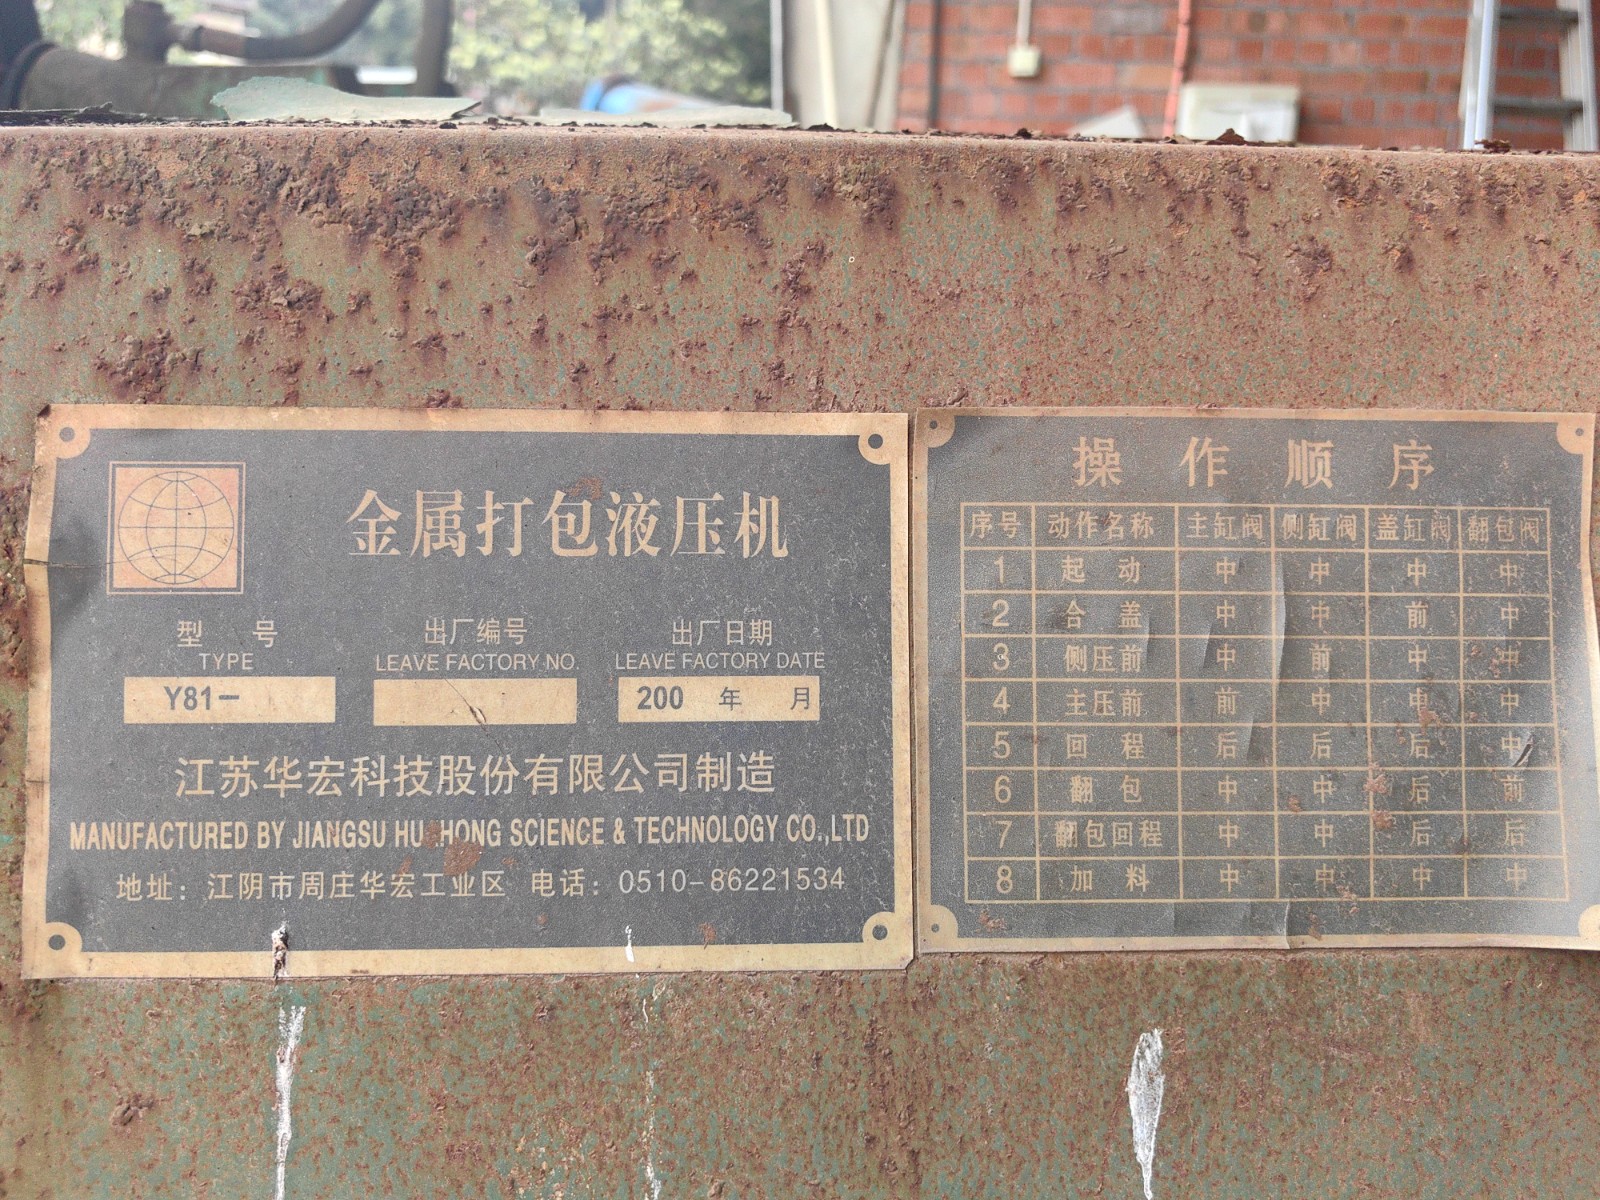 金属打包液压机
型 号 出厂编号 出厂日期
TYPE LEAVE FACTORY NO. LEAVE FACTORY DATE
Y81- 200 年 月
江苏华宏科技股份有限公司制造
MANUFACTURED BY JIANGSU HU HONG SCIENCE & TECHNOLOGY CO.,LTD
地址：江阴市周庄华宏工业区 电话：0510-86221534
操作顺序
序号 动作名称 主缸阀 侧缸阀 盖缸阀 翻包阀
1 起动 中 中 中 中
2 合盖 中 中 前 中
3 侧压前 中 前 中 中
4 主压前 前 中 中 中
5 回程 后 后 后 中
6 翻包 中 中 后 前
7 翻包回程 中 中 后 后
8 加料 中 中 中 中